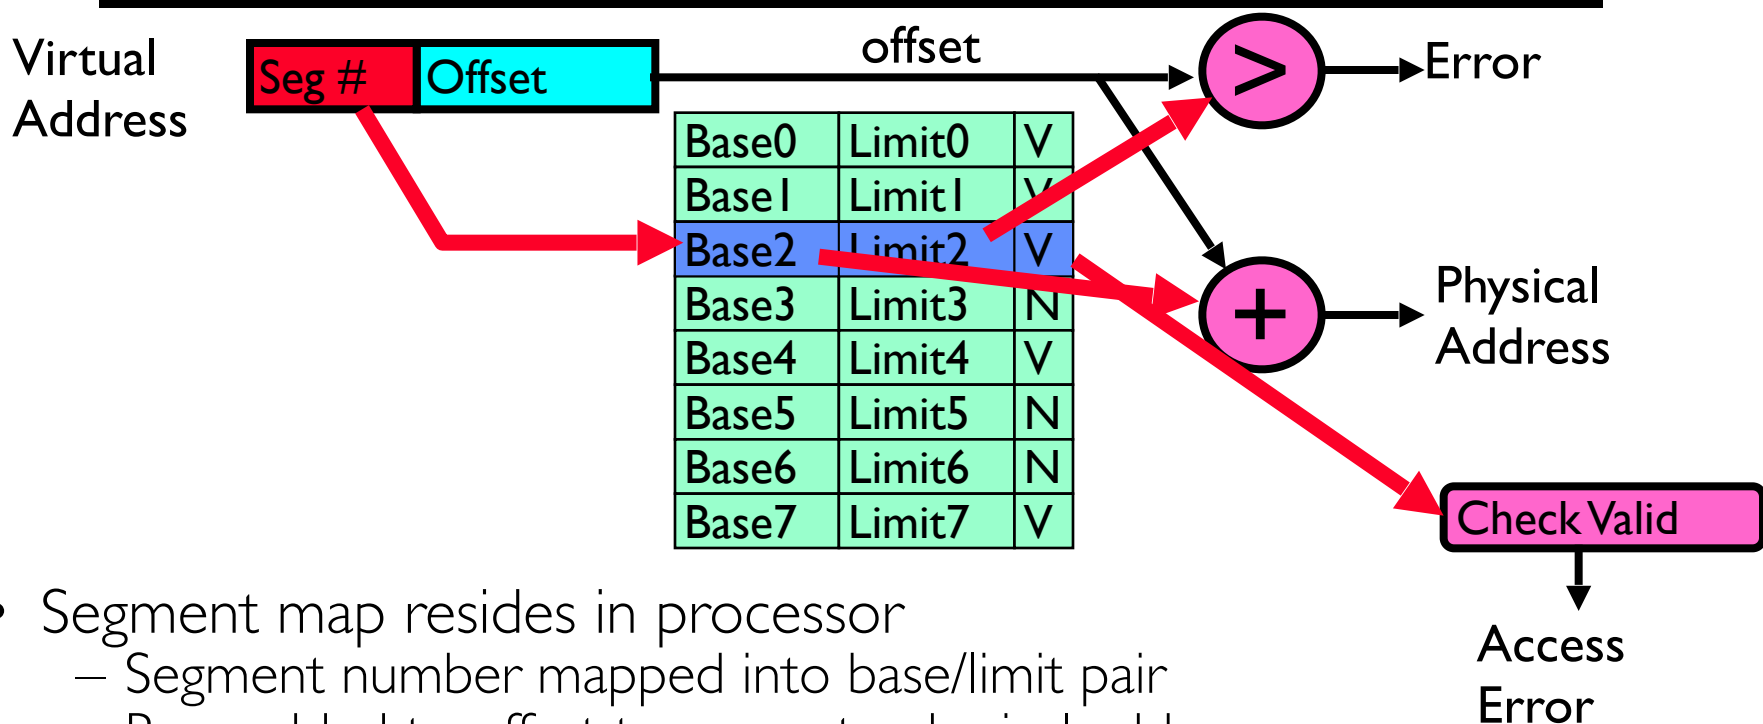 Virtual
Address
Seg #
Offset
offset
>
Error
Base0 Limit0 V
Base1 Limit1 V
Base2 Limit2 V
Base3 Limit3 N
Base4 Limit4 V
Base5 Limit5 N
Base6 Limit6 N
Base7 Limit7 V
+
Physical
Address
Check Valid
Access
Error
• Segment map resides in processor
– Segment number mapped into base/limit pair